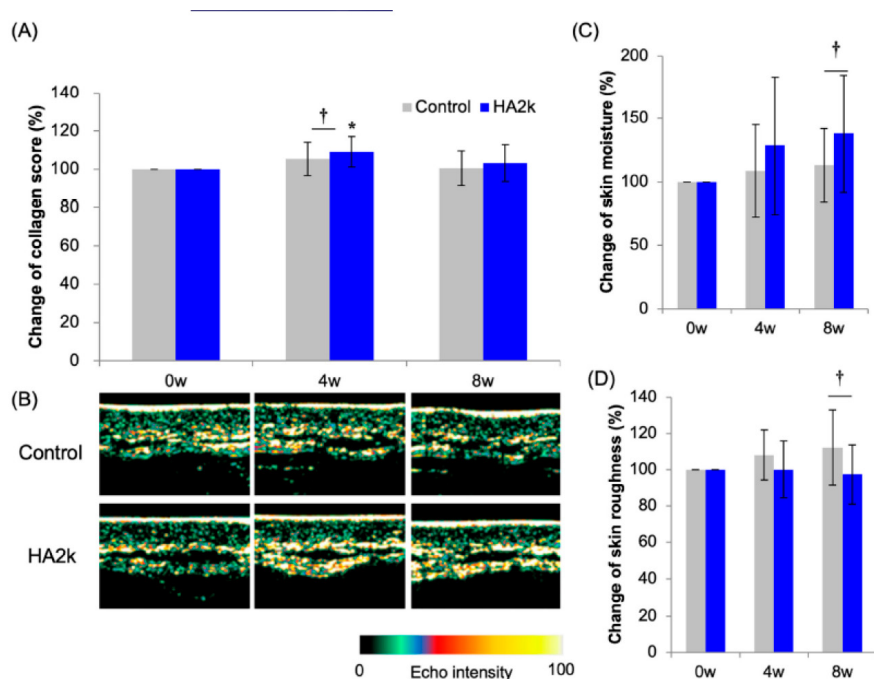 (A)
Change of collagen score (%)
140
120
100
80
60
40
20
0
Control
HA2k
†
*
0w
4w
8w
(B)
Control
HA2k
0
Echo intensity
100
(C)
Change of skin moisture (%)
200
150
100
50
0
†
0w
4w
8w
(D)
Change of skin roughness (%)
140
120
100
80
60
40
20
0
†
0w
4w
8w